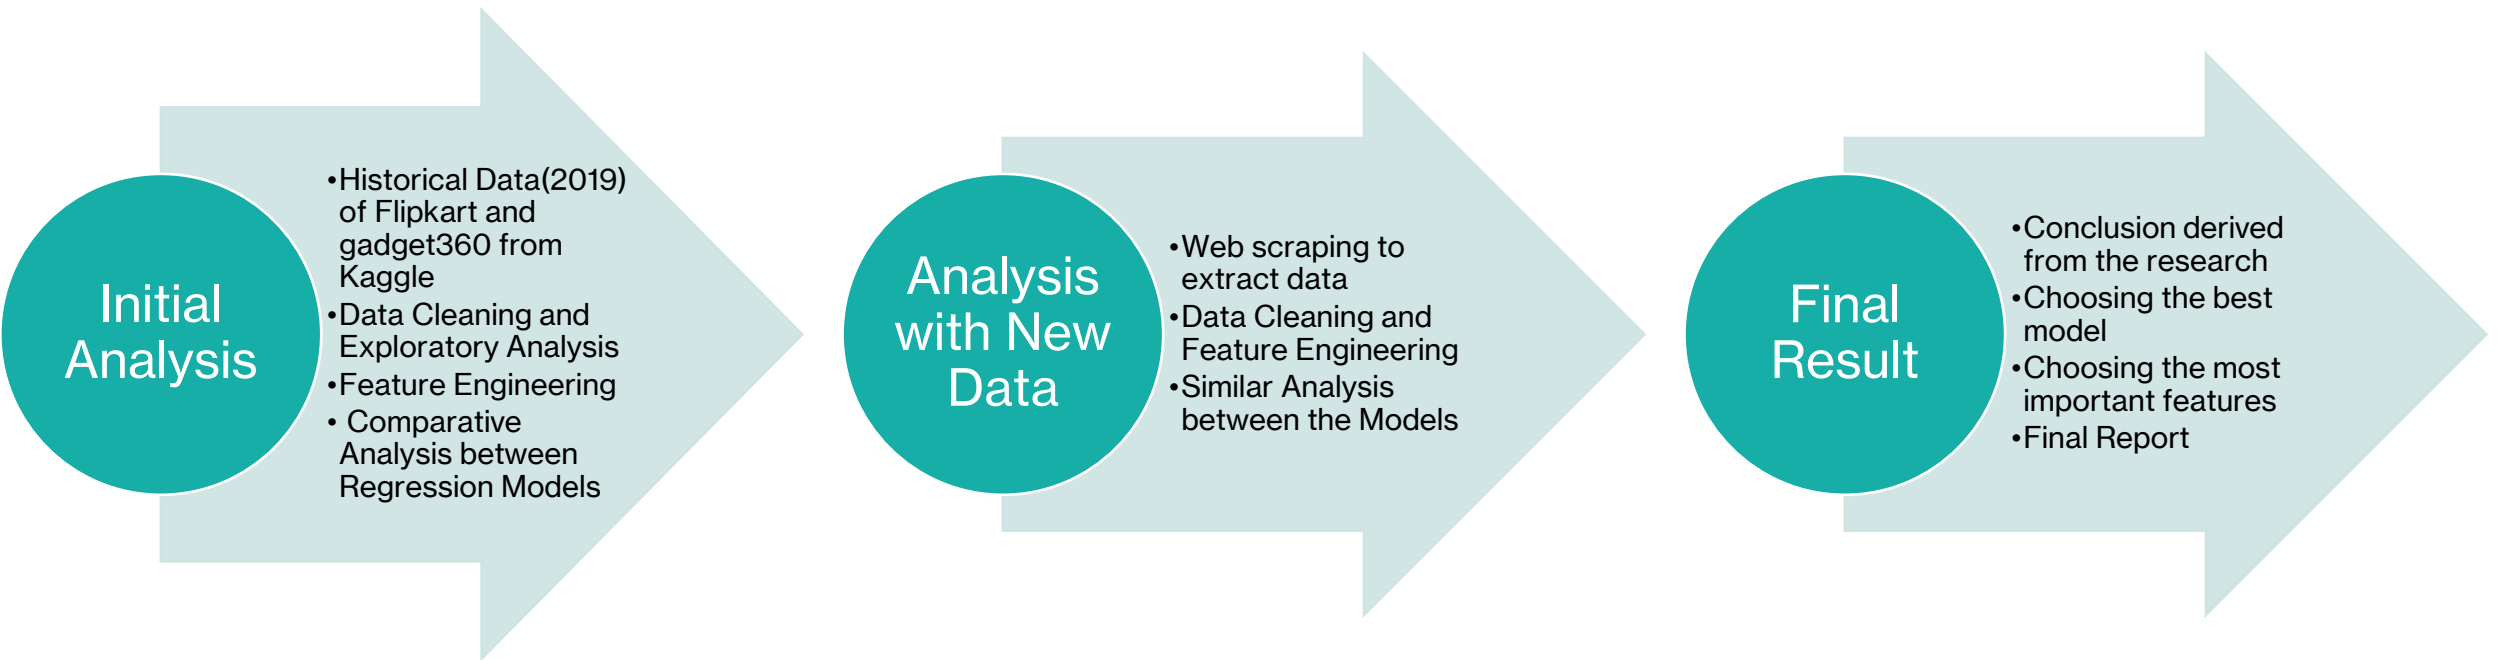 Initial
Analysis
•Historical Data(2019)
of Flipkart and
gadget360 from
Kaggle
•Data Cleaning and
Exploratory Analysis
•Feature Engineering
• Comparative
Analysis between
Regression Models
Analysis
with New
Data
•Web scraping to
extract data
•Data Cleaning and
Feature Engineering
•Similar Analysis
between the Models
Final
Result
•Conclusion derived
from the research
•Choosing the best
model
•Choosing the most
important features
•Final Report